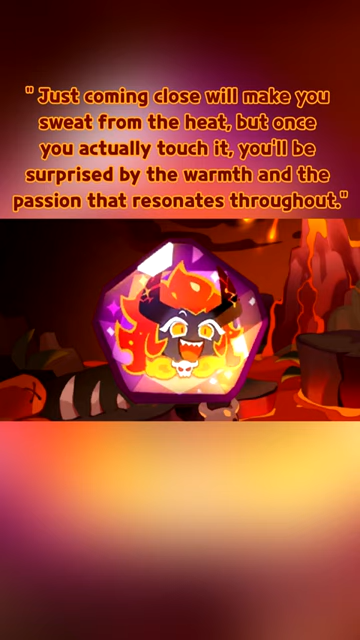 " Just coming close will make you
sweat from the heat, but once
you actually touch it, you'll be
surprised by the warmth and the
passion that resonates throughout."